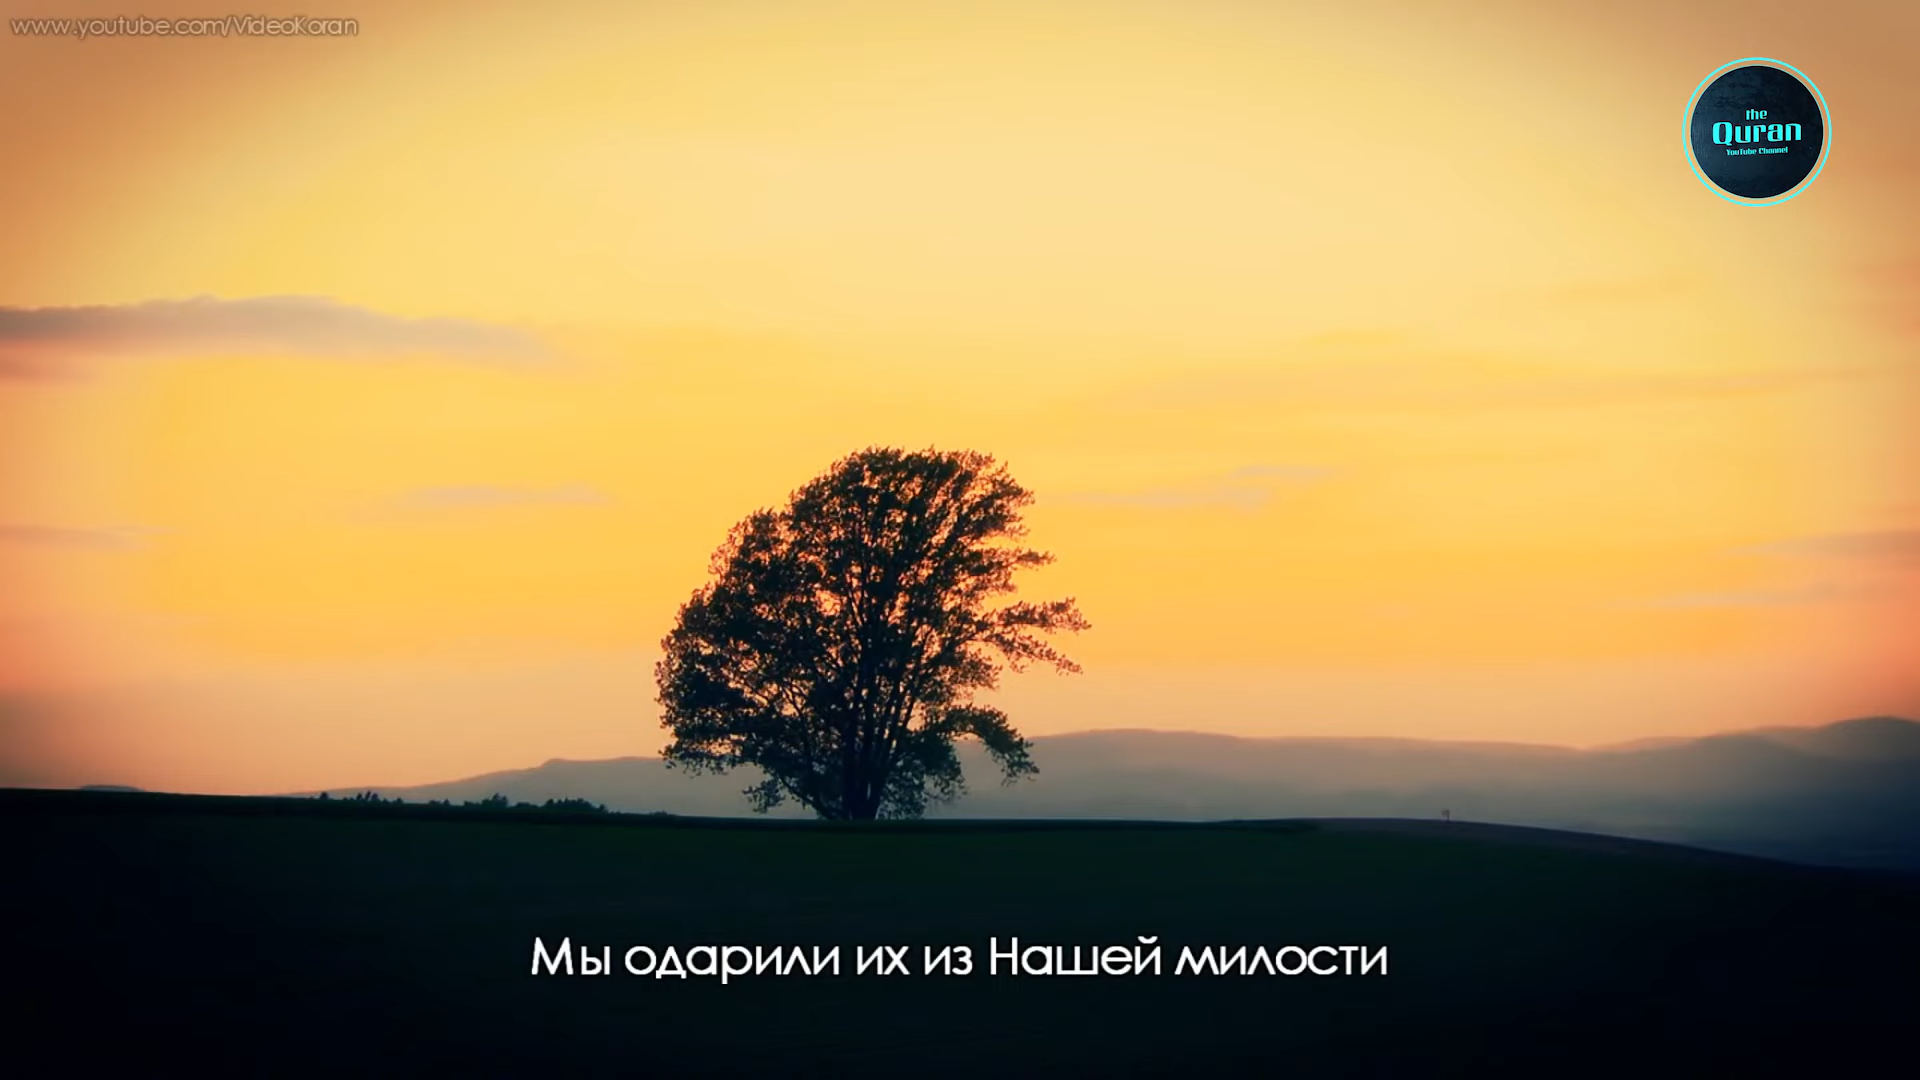 www.youtube.com/VideoKoran
the
Quran
YouTube Channel
Мы одарили их из Нашей милости